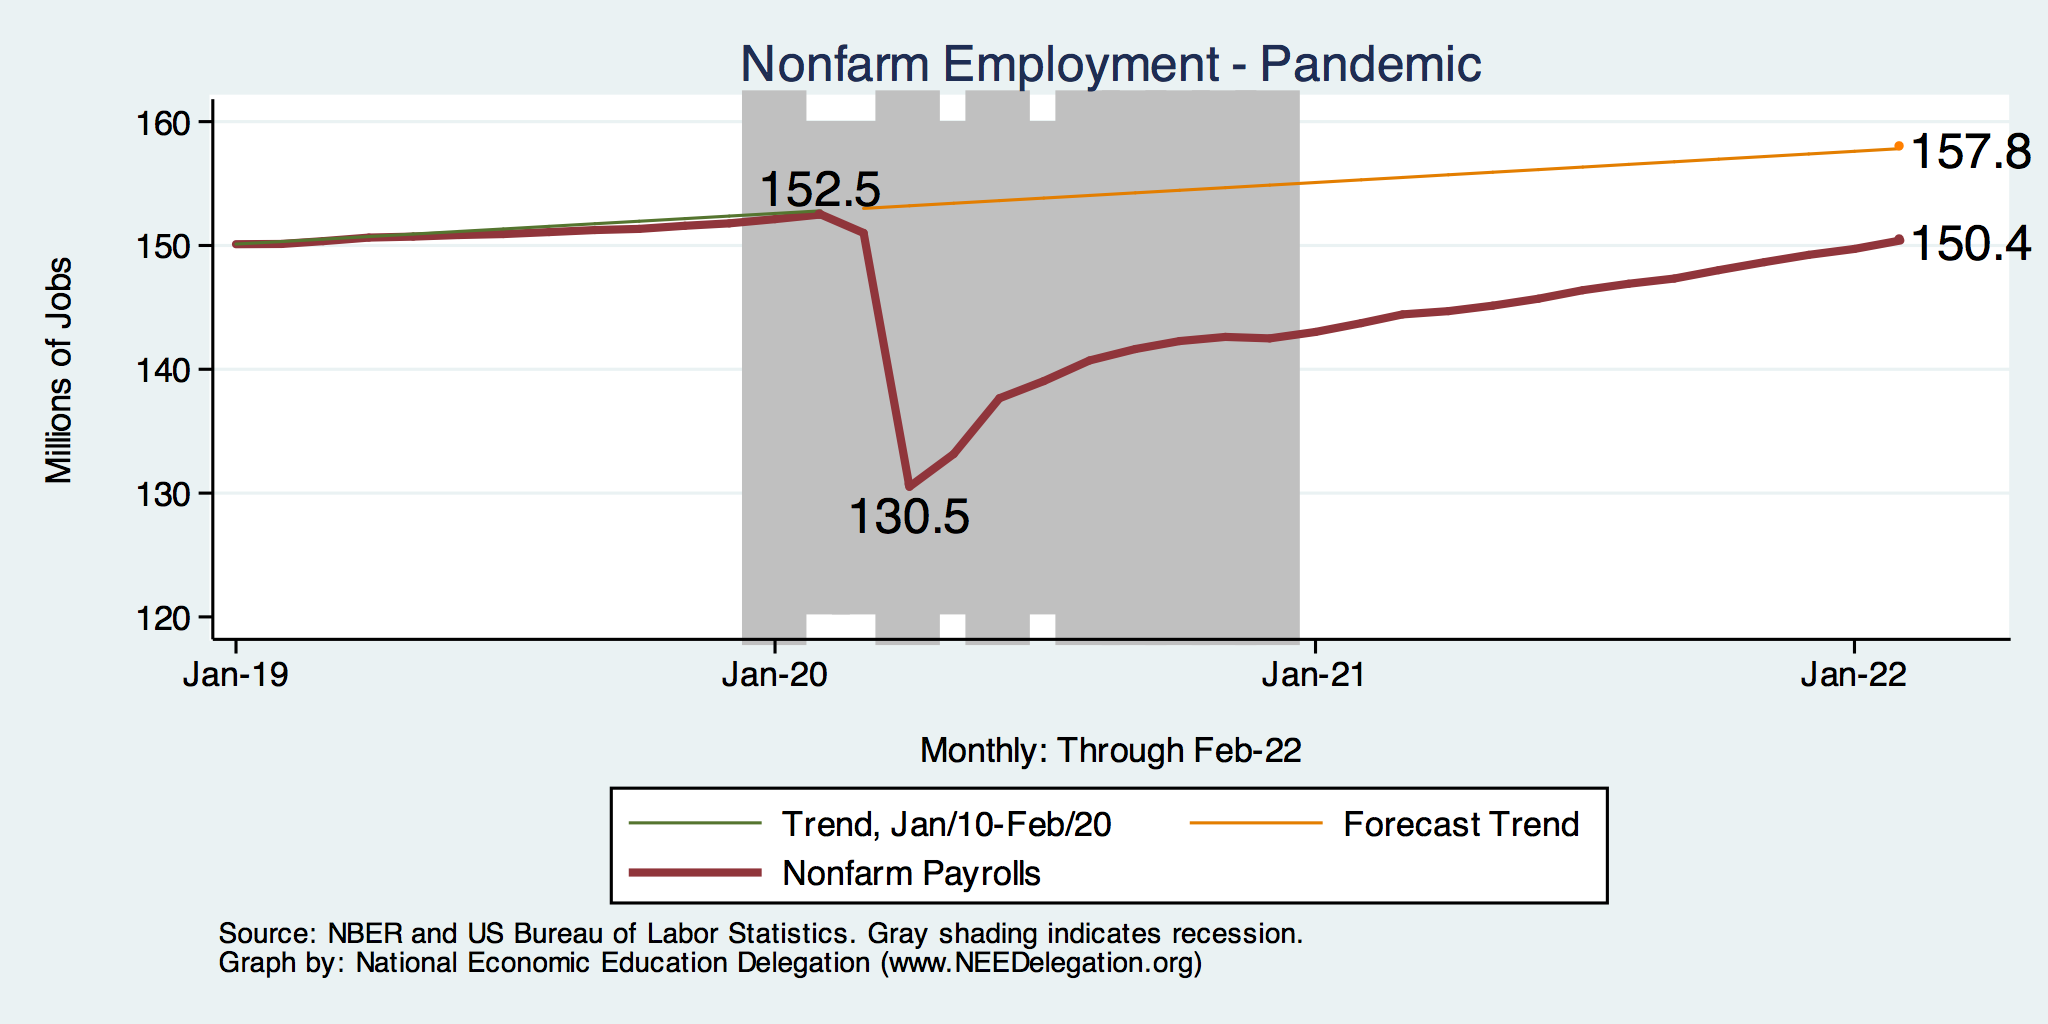 Nonfarm Employment - Pandemic
160
150
140
130
120
Millions of Jobs
152.5
130.5
157.8
150.4
Jan-19
Jan-20
Jan-21
Jan-22
Monthly: Through Feb-22
Trend, Jan/10-Feb/20
Forecast Trend
Nonfarm Payrolls
Source: NBER and US Bureau of Labor Statistics. Gray shading indicates recession.
Graph by: National Economic Education Delegation (www.NEEDelegation.org)